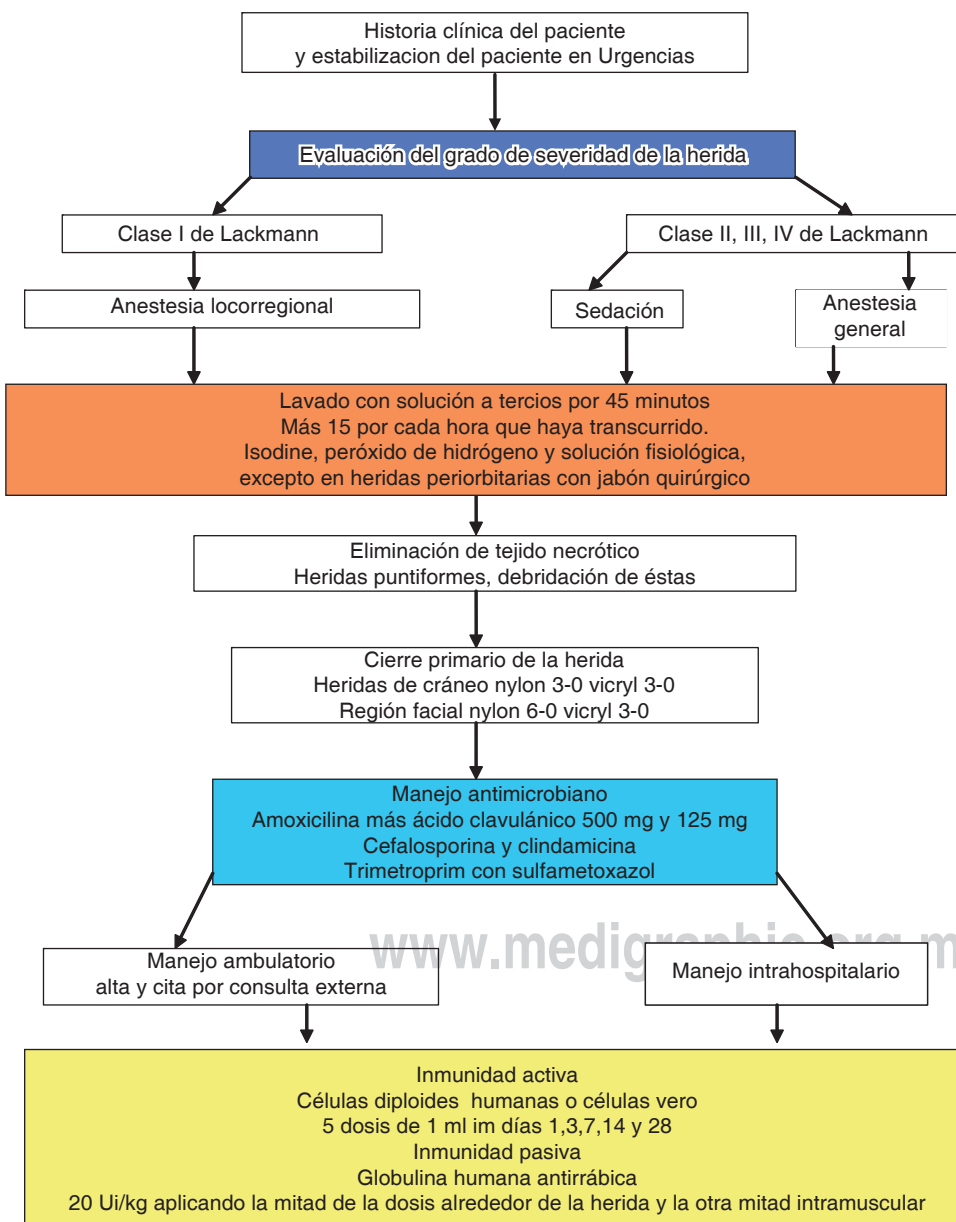 Historia clínica del paciente
y estabilizacion del paciente en Urgencias
Evaluación del grado de severidad de la herida
Clase I de Lackmann
Clase II, III, IV de Lackmann
Anestesia locorregional
Sedación
Anestesia
general
Lavado con solución a tercios por 45 minutos
Más 15 por cada hora que haya transcurrido.
Isodine, peróxido de hidrógeno y solución fisiológica,
excepto en heridas periorbitarias con jabón quirúrgico
Eliminación de tejido necrótico
Heridas puntiformes, debridación de éstas
Cierre primario de la herida
Heridas de cráneo nylon 3-0 vicryl 3-0
Región facial nylon 6-0 vicryl 3-0
Manejo antimicrobiano
Amoxicilina más ácido clavulánico 500 mg y 125 mg
Cefalosporina y clindamicina
Trimetroprim con sulfametoxazol
www.medigraphic.org.m
Manejo ambulatorio
alta y cita por consulta externa
Manejo intrahospitalario
Inmunidad activa
Células diploides humanas o células vero
5 dosis de 1 ml im días 1,3,7,14 y 28
Inmunidad pasiva
Globulina humana antirrábica
20 Ui/kg aplicando la mitad de la dosis alrededor de la herida y la otra mitad intramuscular